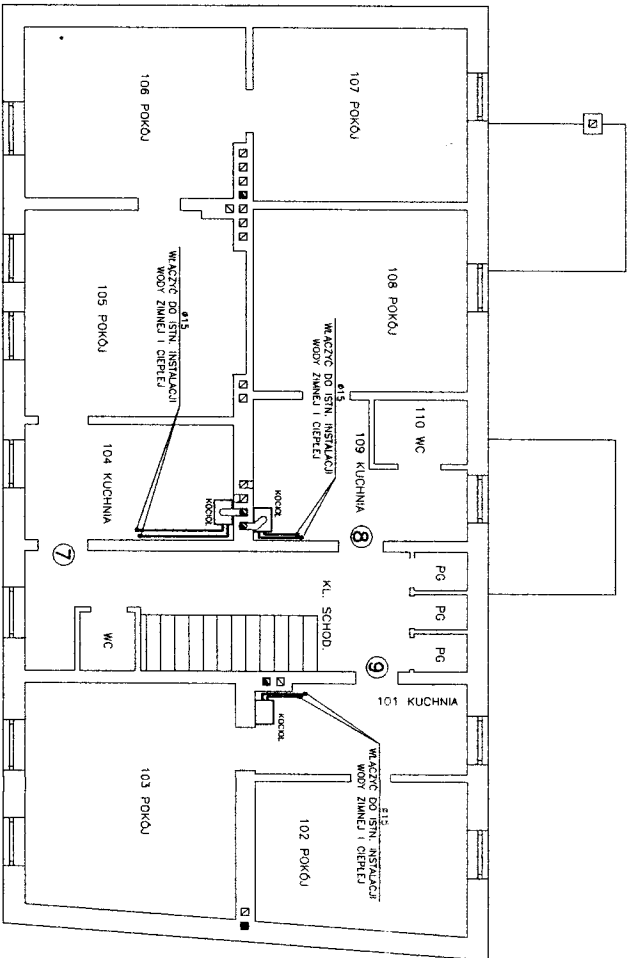 106 POKÓJ
107 POKÓJ
105 POKÓJ
108 POKÓJ
ø15
WŁĄCZYĆ DO ISTN. INSTALACJI
WODY ZIMNEJ I CIEPŁEJ
ø15
WŁĄCZYĆ DO ISTN. INSTALACJI
WODY ZIMNEJ I CIEPŁEJ
110 WC
109 KUCHNIA
104 KUCHNIA
KOCIOŁ
KOCIOŁ
7
8
PG
PG
PG
KL. SCHOD.
WC
9
101 KUCHNIA
KOCIOŁ
ø15
WŁĄCZYĆ DO ISTN. INSTALACJI
WODY ZIMNEJ I CIEPŁEJ
103 POKÓJ
102 POKÓJ